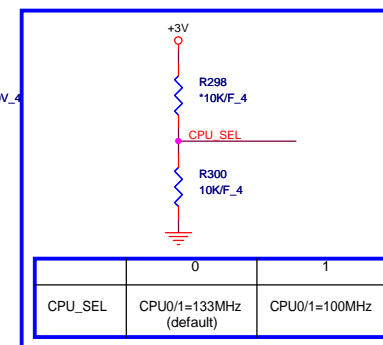 +3V
R298
*10K/F_4
V_4
CPU_SEL
R300
10K/F_4
0 1
CPU_SEL CPU0/1=133MHz CPU0/1=100MHz
(default)